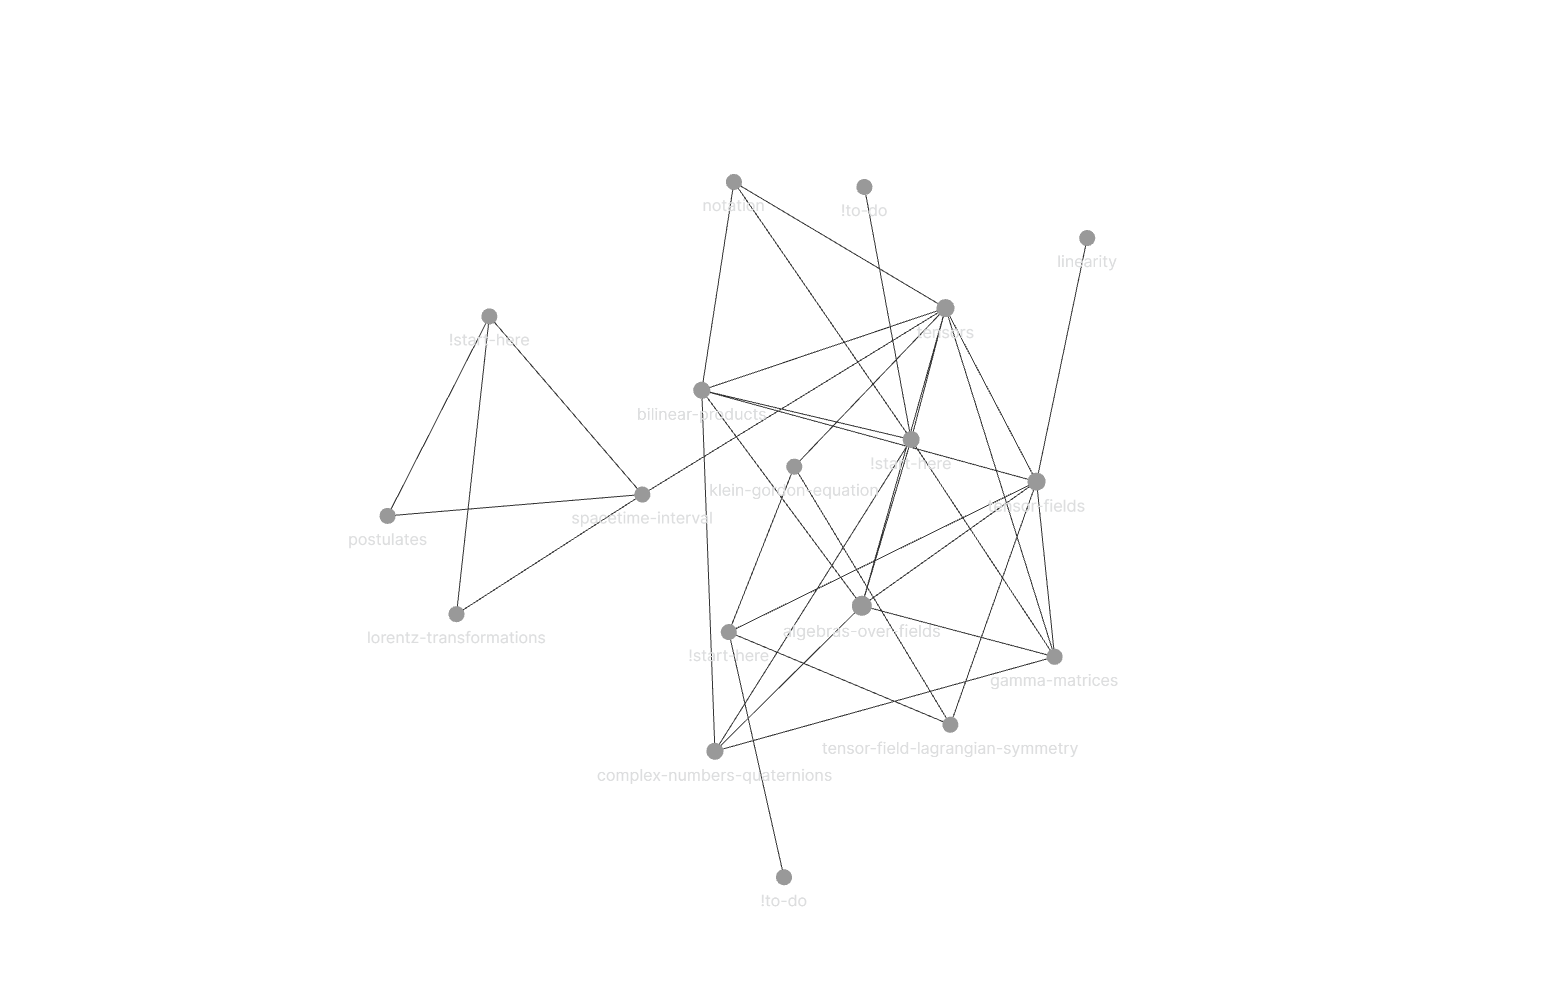 notation
!to-do
linearity
tensors
!start-here
bilinear-products
!start-here
klein-gordon-equation
tensor-fields
spacetime-interval
postulates
algebras-over-fields
lorentz-transformations
!start-here
gamma-matrices
tensor-field-lagrangian-symmetry
complex-numbers-quaternions
!to-do